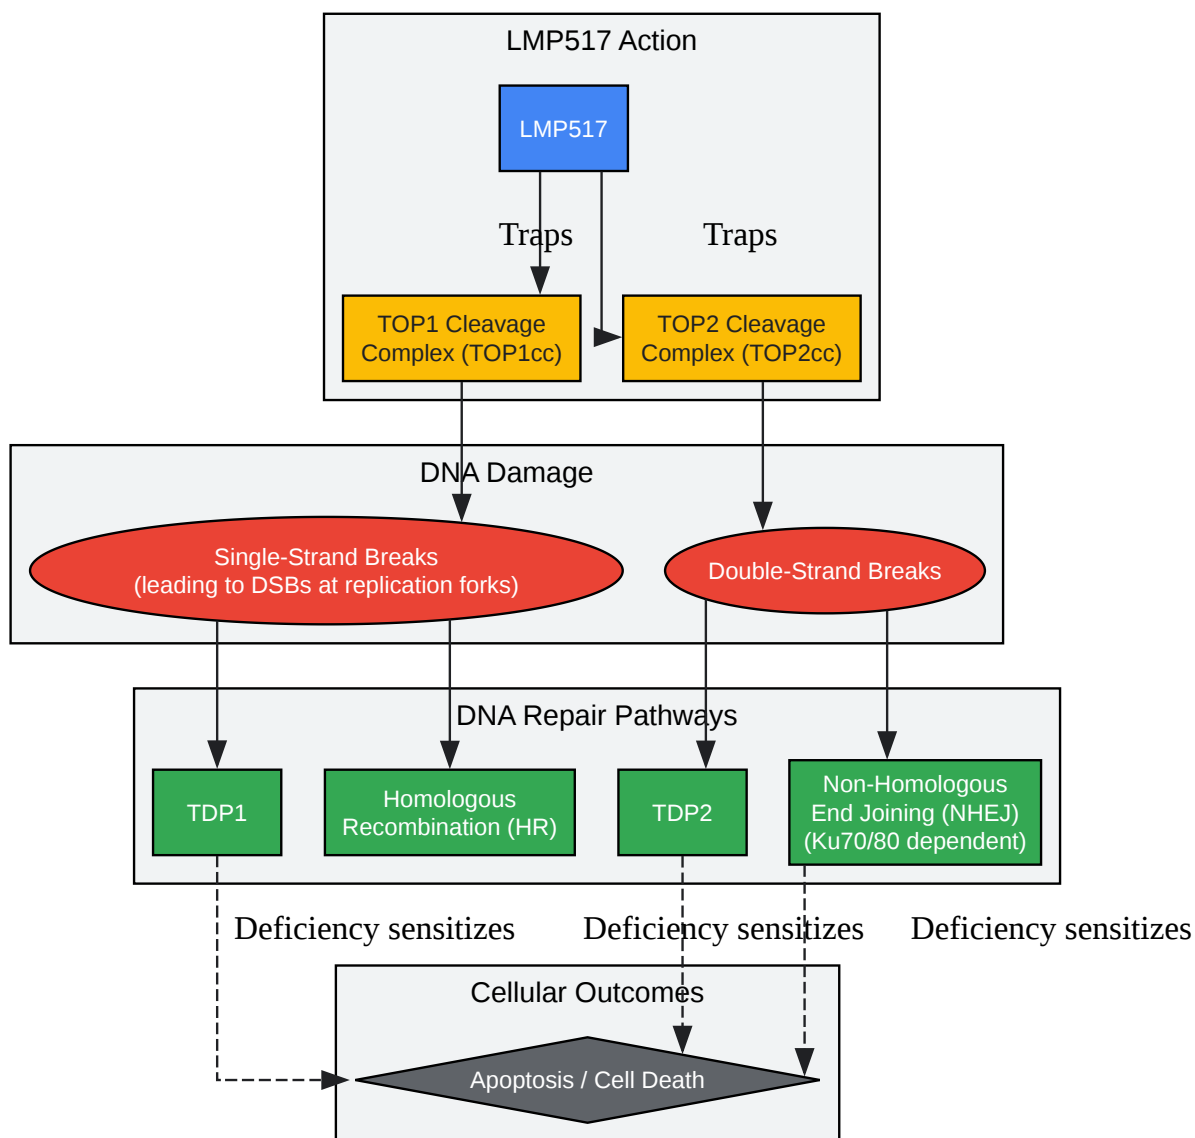 LMP517 Action
LMP517
Traps
Traps
TOP1 Cleavage
Complex (TOP1cc)
TOP2 Cleavage
Complex (TOP2cc)
DNA Damage
Single-Strand Breaks
(leading to DSBs at replication forks)
Double-Strand Breaks
DNA Repair Pathways
TDP1
Homologous
Recombination (HR)
TDP2
Non-Homologous
End Joining (NHEJ)
(Ku70/80 dependent)
Deficiency sensitizes
Deficiency sensitizes
Deficiency sensitizes
Cellular Outcomes
Apoptosis / Cell Death